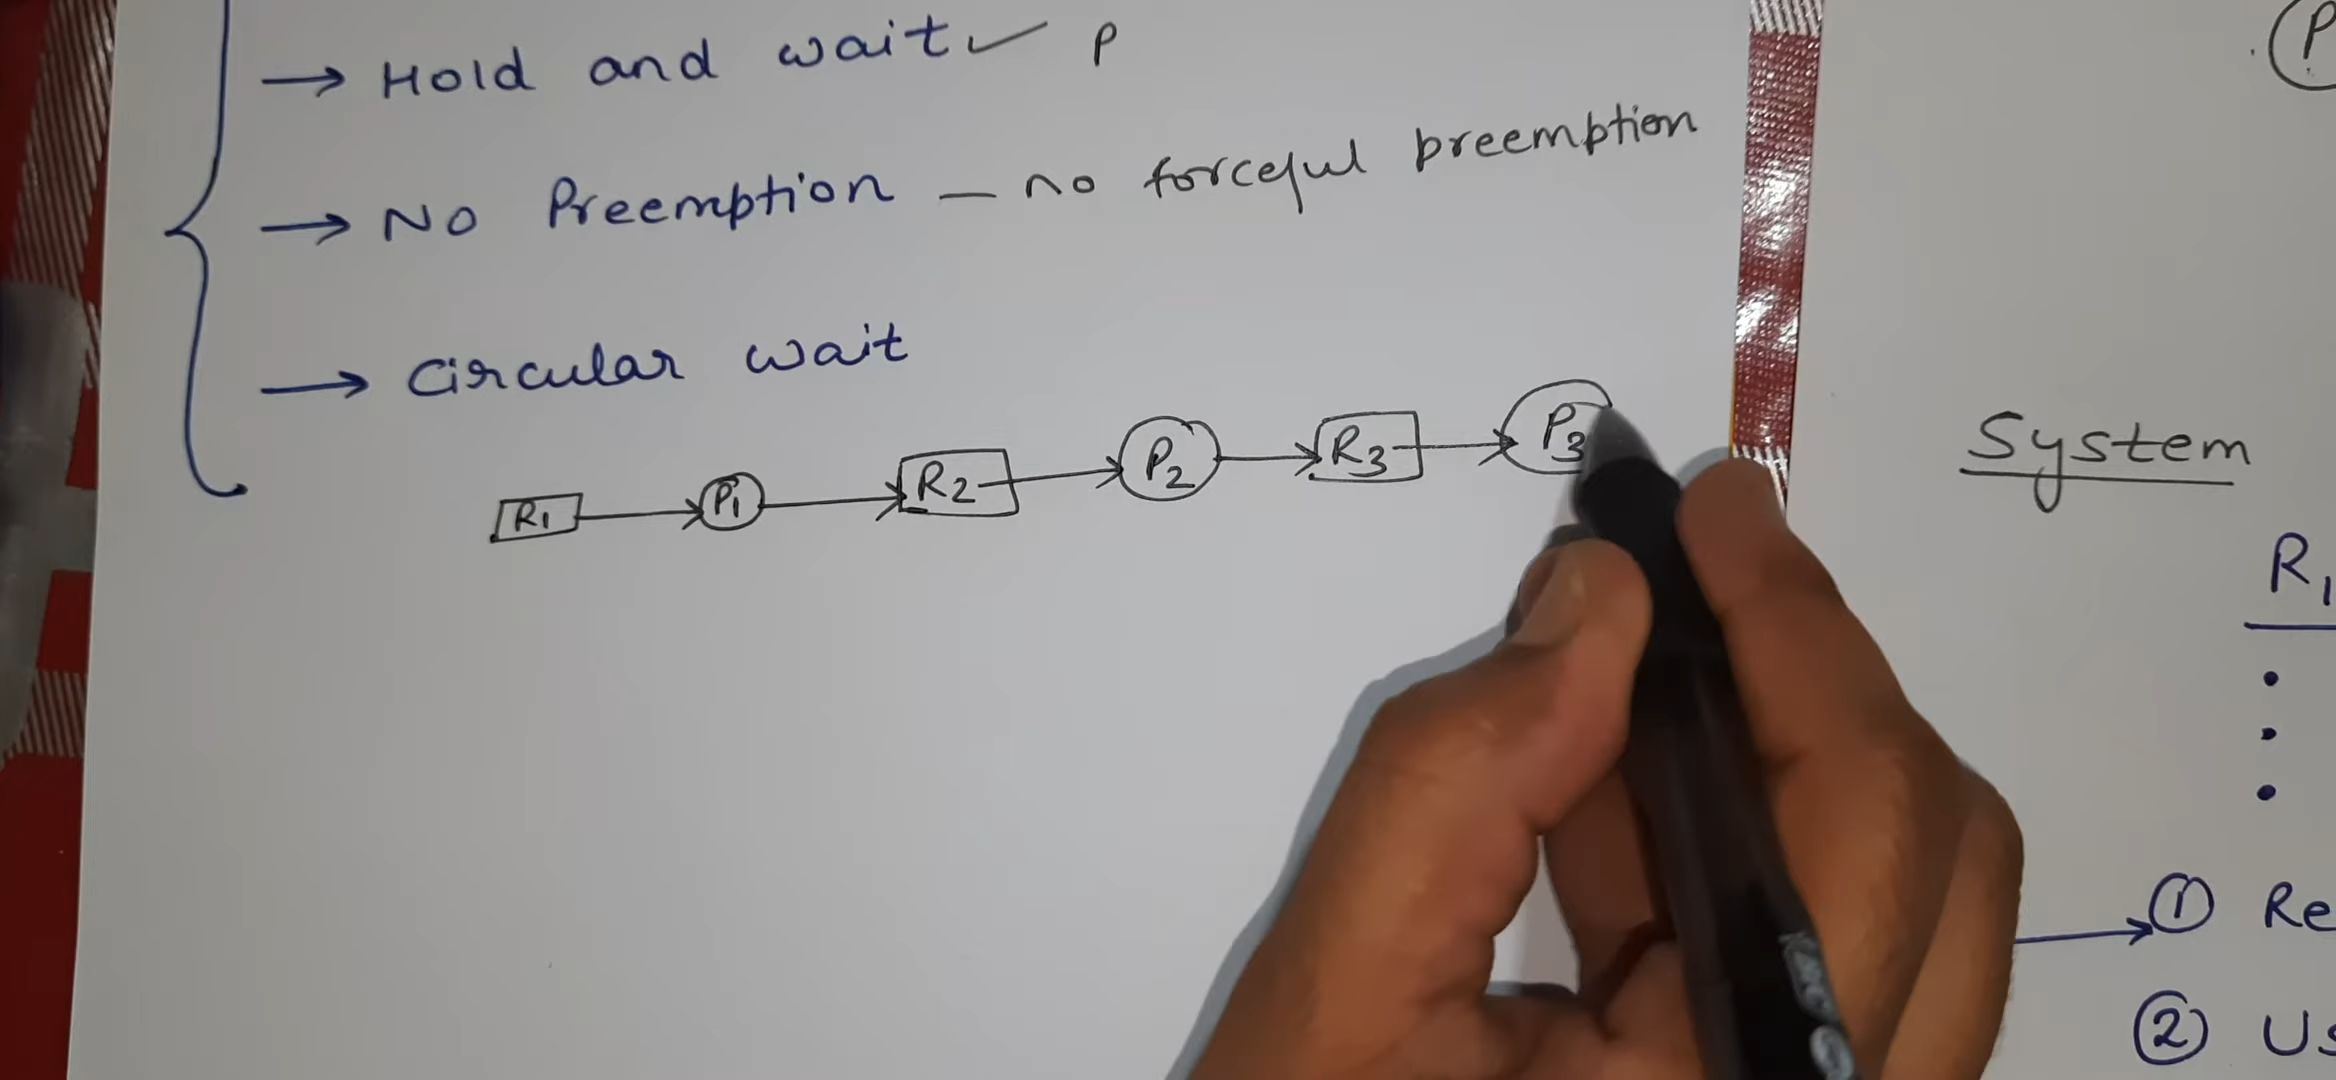 → Hold and wait ✓ P
→ No Preemption — no forceful preemption
→ Circular wait
R1 → P1 → R2 → P2 → R3 → P3
P
System
R1
① Re
② Us